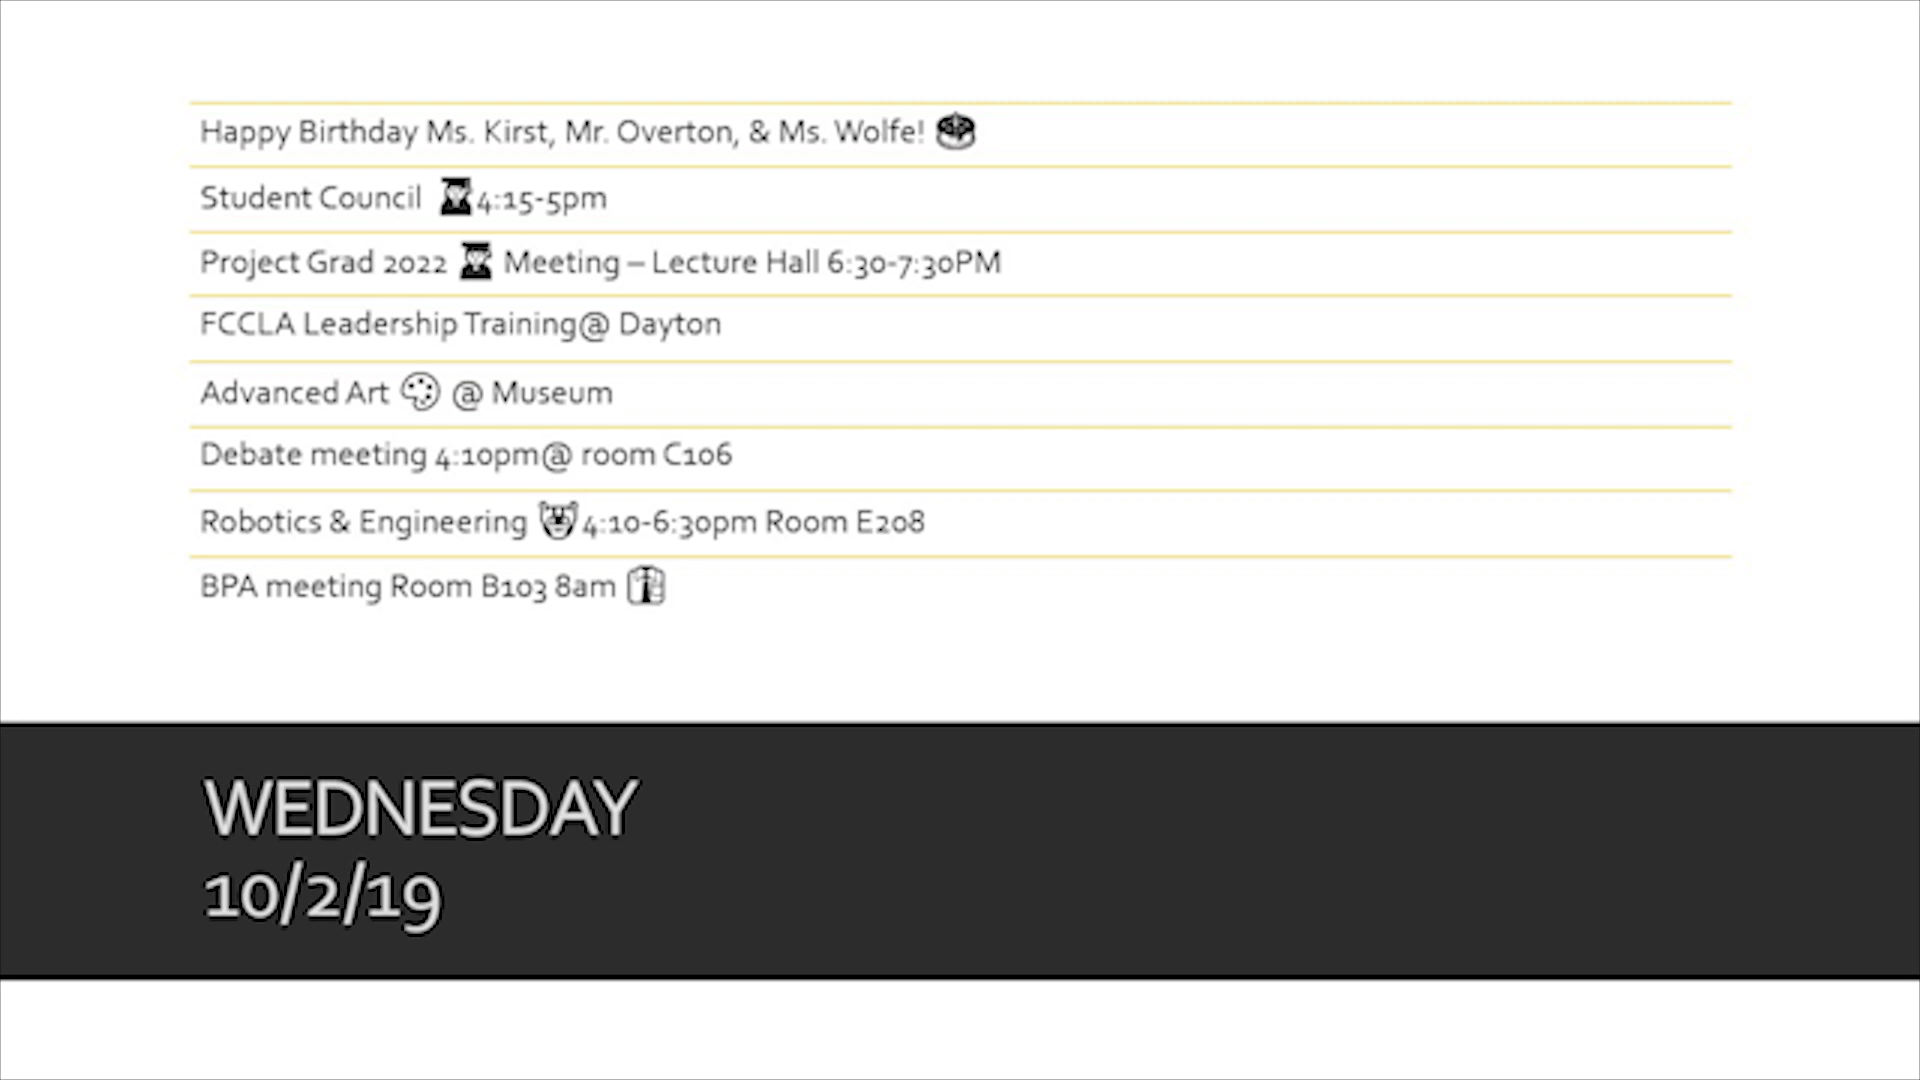 Happy Birthday Ms. Kirst, Mr. Overton, & Ms. Wolfe!
Student Council 4:15-5pm
Project Grad 2022 Meeting – Lecture Hall 6:30-7:30PM
FCCLA Leadership Training@ Dayton
Advanced Art @ Museum
Debate meeting 4:10pm@ room C106
Robotics & Engineering 4:10-6:30pm Room E208
BPA meeting Room B103 8am
WEDNESDAY
10/2/19